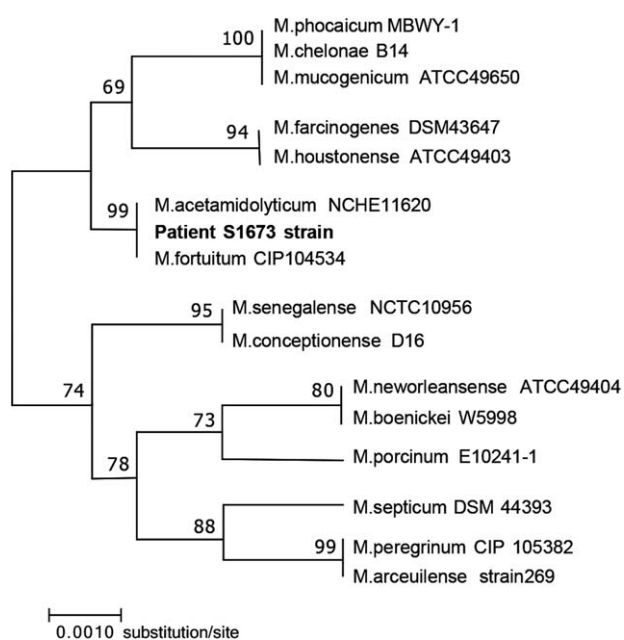 M.phocaicum MBWY-1
100
M.chelonae B14
M.mucogenicum ATCC49650
69
M.farcinogenes DSM43647
94
M.houstonense ATCC49403
M.acetamidolyticum NCHE11620
99
Patient S1673 strain
M.fortuitum CIP104534
M.senegalense NCTC10956
95
M.conceptionense D16
74
M.neworleansense ATCC49404
80
M.boenickei W5998
73
M.porcinum E10241-1
78
M.septicum DSM 44393
88
M.peregrinum CIP 105382
99
M.arceuilense strain269
0.0010 substitution/site